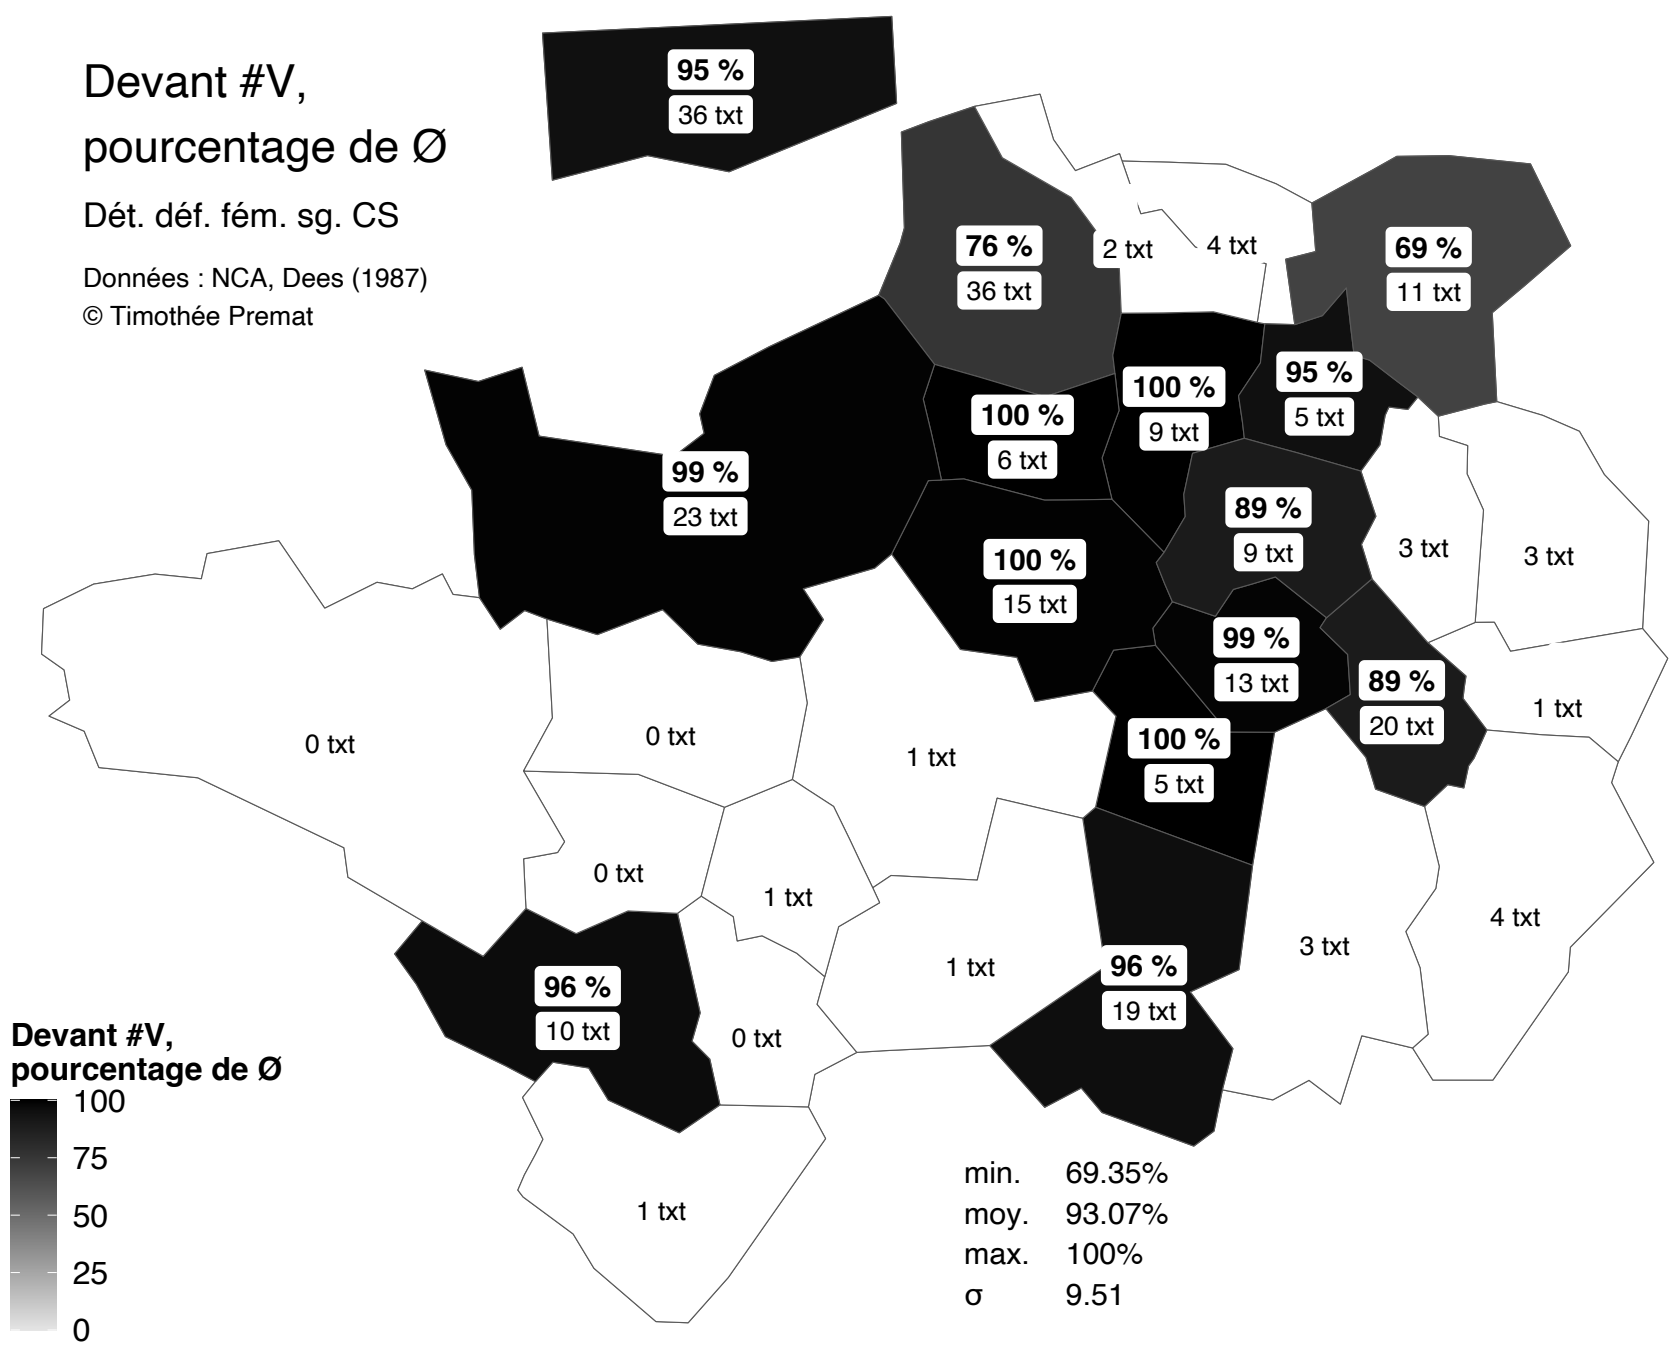 Devant #V,
pourcentage de Ø
Dét. déf. fém. sg. CS
Données : NCA, Dees (1987)
© Timothée Premat
95 %
36 txt
76 %
36 txt
2 txt
4 txt
69 %
11 txt
99 %
23 txt
100 %
6 txt
100 %
9 txt
95 %
5 txt
100 %
15 txt
89 %
9 txt
3 txt
3 txt
99 %
13 txt
89 %
20 txt
1 txt
0 txt
0 txt
1 txt
100 %
5 txt
0 txt
1 txt
1 txt
96 %
19 txt
3 txt
4 txt
96 %
10 txt
0 txt
1 txt
Devant #V,
pourcentage de Ø
100
75
50
25
0
min. 69.35%
moy. 93.07%
max. 100%
σ 9.51